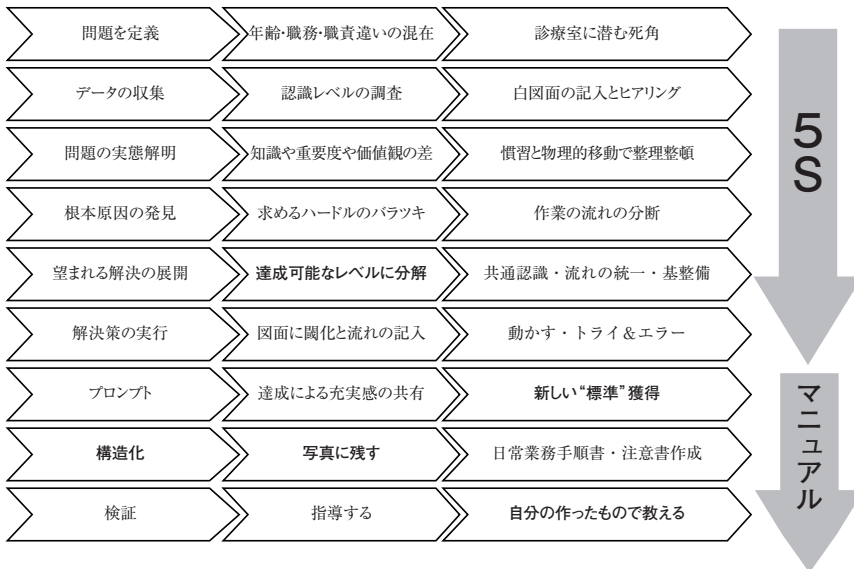 問題を定義 年齢・職務・職責違いの混在 診療室に潜む死角
データの収集 認識レベルの調査 白図面の記入とヒアリング
問題の実態解明 知識や重要度や価値観の差 慣習と物理的移動で整理整頓
根本原因の発見 求めるハードルのバラツキ 作業の流れの分断
望まれる解決の展開 達成可能なレベルに分解 共通認識・流れの統一・基整備
解決策の実行 図面に閾化と流れの記入 動かす・トライ&エラー
プロンプト 達成による充実感の共有 新しい“標準”獲得
構造化 写真に残す 日常業務手順書・注意書作成
検証 指導する 自分の作ったもので教える
5S
マニュアル